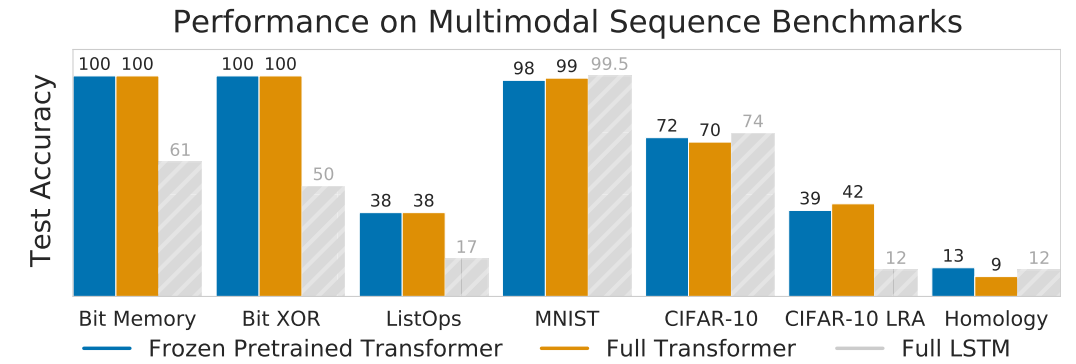 Performance on Multimodal Sequence Benchmarks
Test Accuracy
100 100 61 100 100 50 38 38 17 98 99 99.5 72 70 74 39 42 12 13 9 12
Bit Memory Bit XOR ListOps MNIST CIFAR-10 CIFAR-10 LRA Homology
Frozen Pretrained Transformer Full Transformer Full LSTM